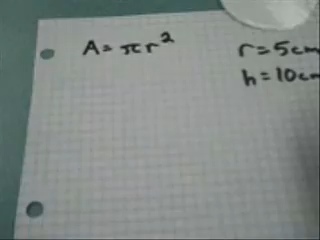 A = πr²
r = 5cm
h = 10cm